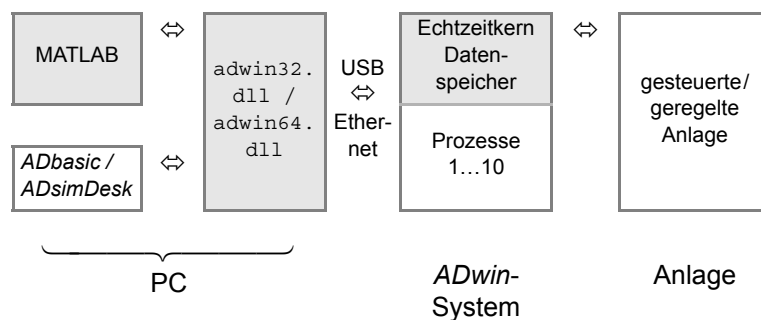 MATLAB
⇔
adwin32.
dll /
adwin64.
dll
USB
⇔
Ether-
net
Echtzeitkern
Daten-
speicher
⇔
gesteuerte/
geregelte
Anlage
ADbasic /
ADsimDesk
⇔
Prozesse
1…10
PC
ADwin-
System
Anlage